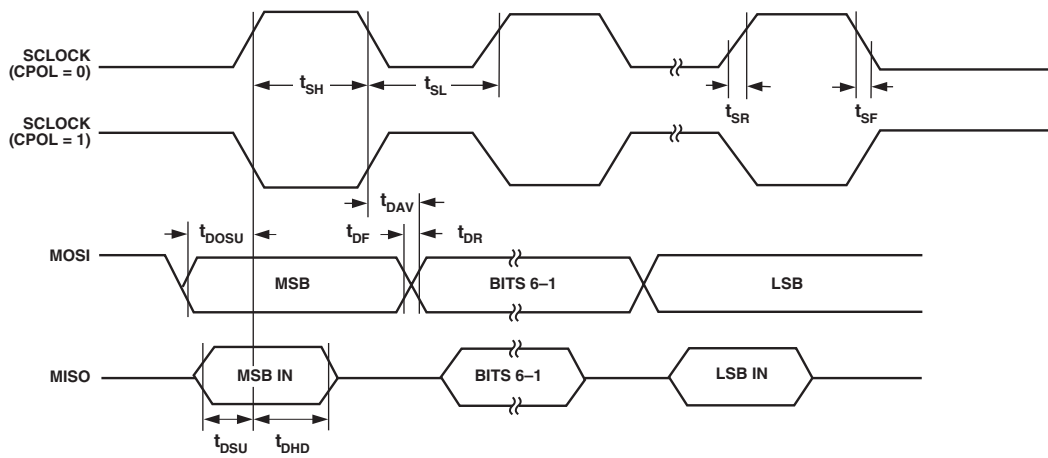 SCLOCK
(CPOL = 0)
tSH
tSL
tSR
tSF
SCLOCK
(CPOL = 1)
tDAV
tDOSU
tDF
tDR
MOSI
MSB
BITS 6–1
LSB
MISO
MSB IN
BITS 6–1
LSB IN
tDSU
tDHD